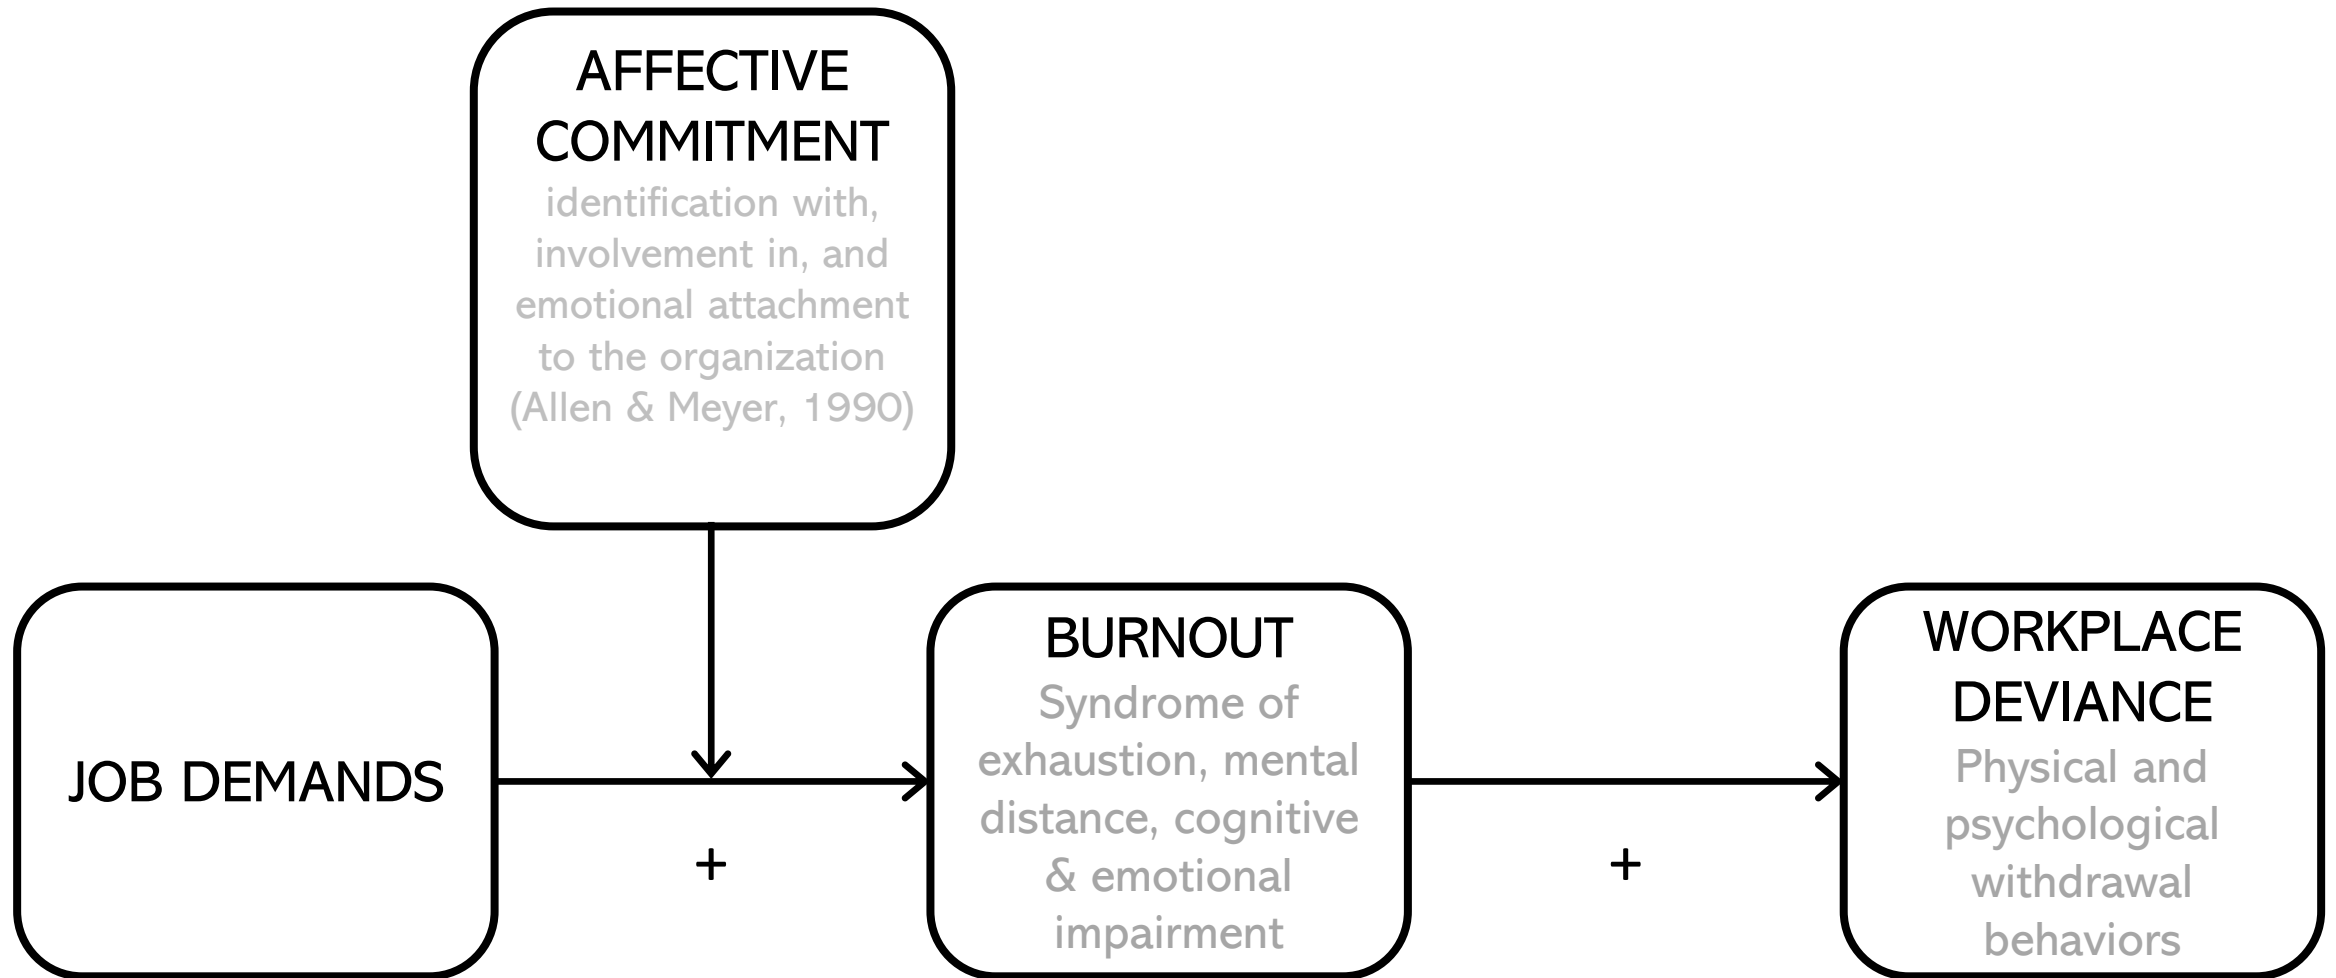 AFFECTIVE
COMMITMENT
identification with,
involvement in, and
emotional attachment
to the organization
(Allen & Meyer, 1990)
JOB DEMANDS
+
BURNOUT
Syndrome of
exhaustion, mental
distance, cognitive
& emotional
impairment
+
WORKPLACE
DEVIANCE
Physical and
psychological
withdrawal
behaviors